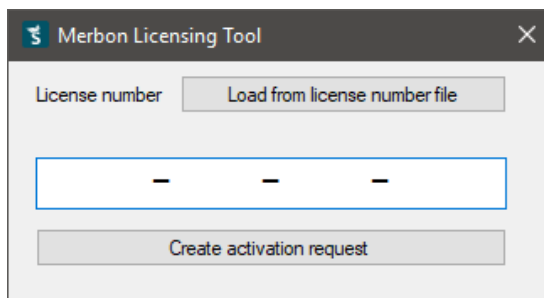 Merbon Licensing Tool
License number Load from license number file
– – –
Create activation request